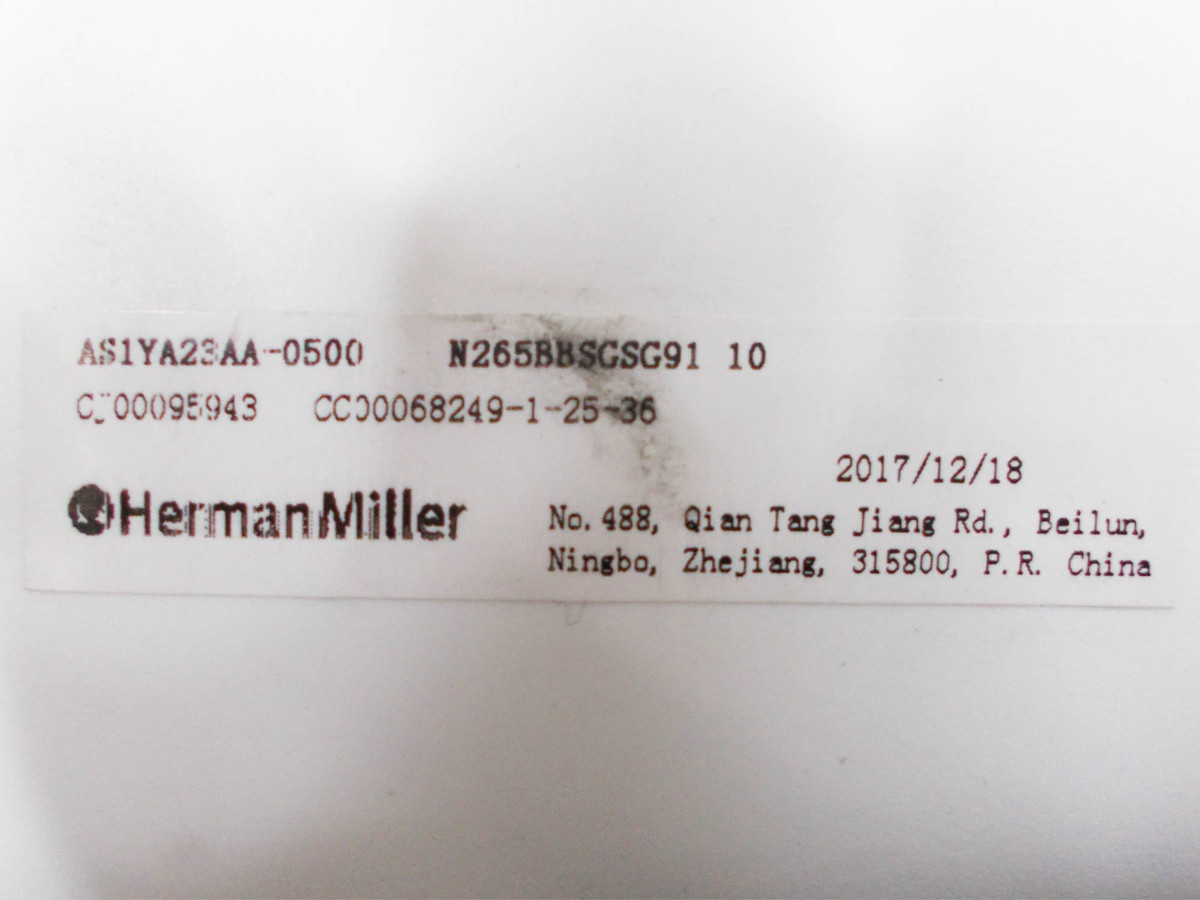 AS1YA23AA-0500 N265BBSGSG91 10
CJ00095943 CC00068249-1-25-36
2017/12/18
HermanMiller
No. 488, Qian Tang Jiang Rd., Beilun,
Ningbo, Zhejiang, 315800, P.R. China